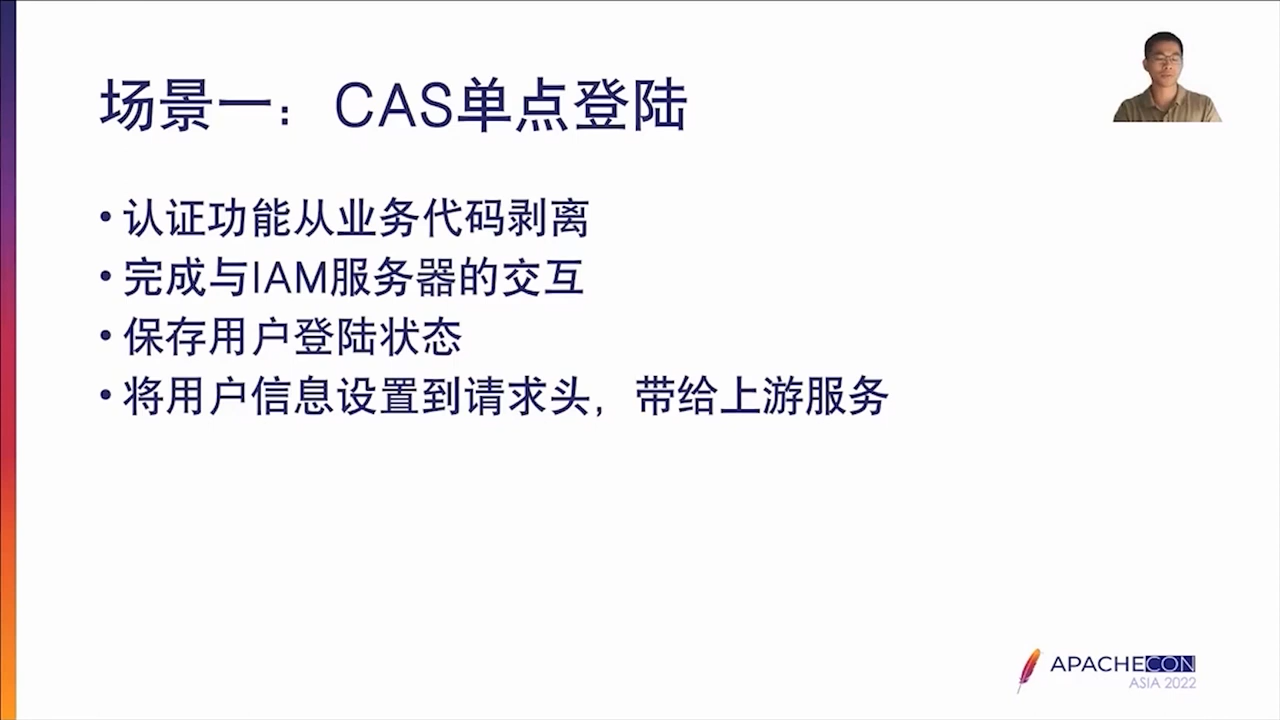 场景一：CAS单点登陆
• 认证功能从业务代码剥离
• 完成与IAM服务器的交互
• 保存用户登陆状态
• 将用户信息设置到请求头，带给上游服务
APACHECON
ASIA 2022